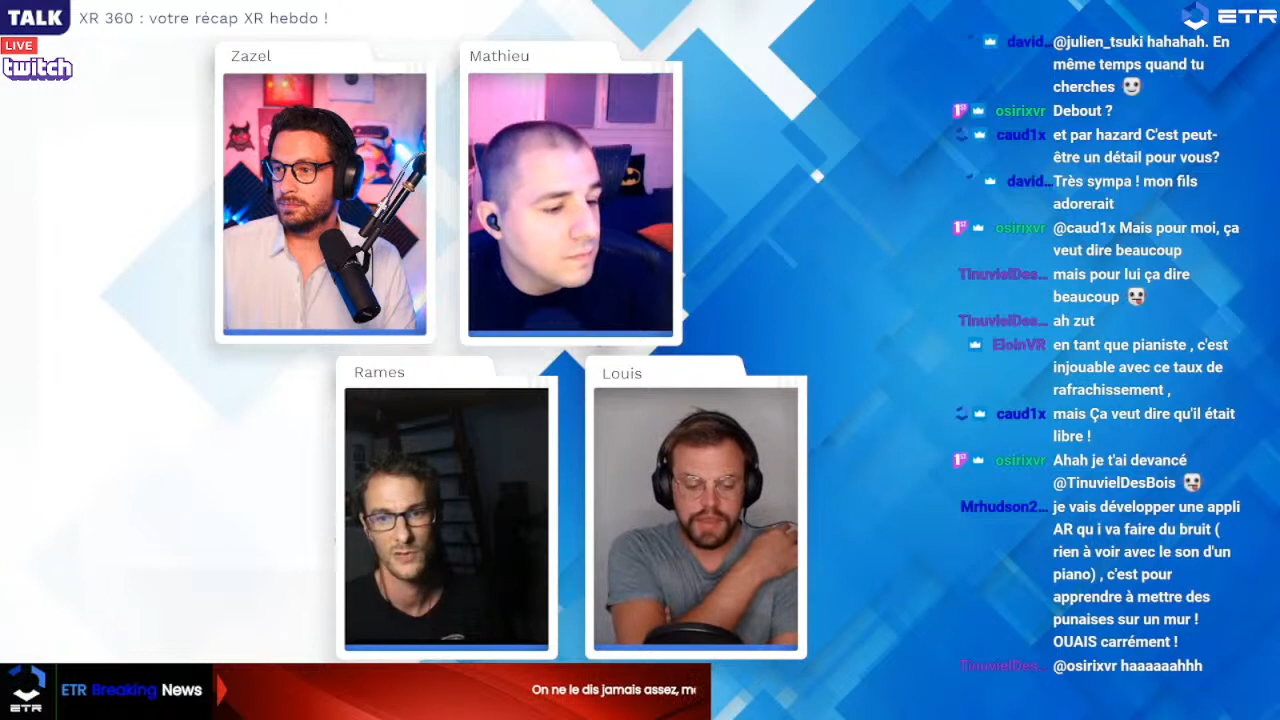 TALK
XR 360 : votre récap XR hebdo !
ETR
LIVE
twitch
Zazel
Mathieu
Rames
Louis
david… @julien_tsuki hahahah. En
même temps quand tu
cherches
osirixvr Debout ?
caud1x et par hazard C'est peut-
être un détail pour vous?
david… Très sympa ! mon fils
adorerait
osirixvr @caud1x Mais pour moi, ça
veut dire beaucoup
TinuvielDes… mais pour lui ça dire
beaucoup
TinuvielDes… ah zut
EloinVR en tant que pianiste , c'est
injouable avec ce taux de
rafrachissement ,
caud1x mais Ça veut dire qu'il était
libre !
osirixvr Ahah je t'ai devancé
@TinuvielDesBois
Mrhudson2… je vais développer une appli
AR qu i va faire du bruit (
rien à voir avec le son d'un
piano) , c'est pour
apprendre à mettre des
punaises sur un mur !
OUAIS carrément !
TinuvielDes… @osirixvr haaaaaahhh
ETR
ETR Breaking News
On ne le dis jamais assez, m